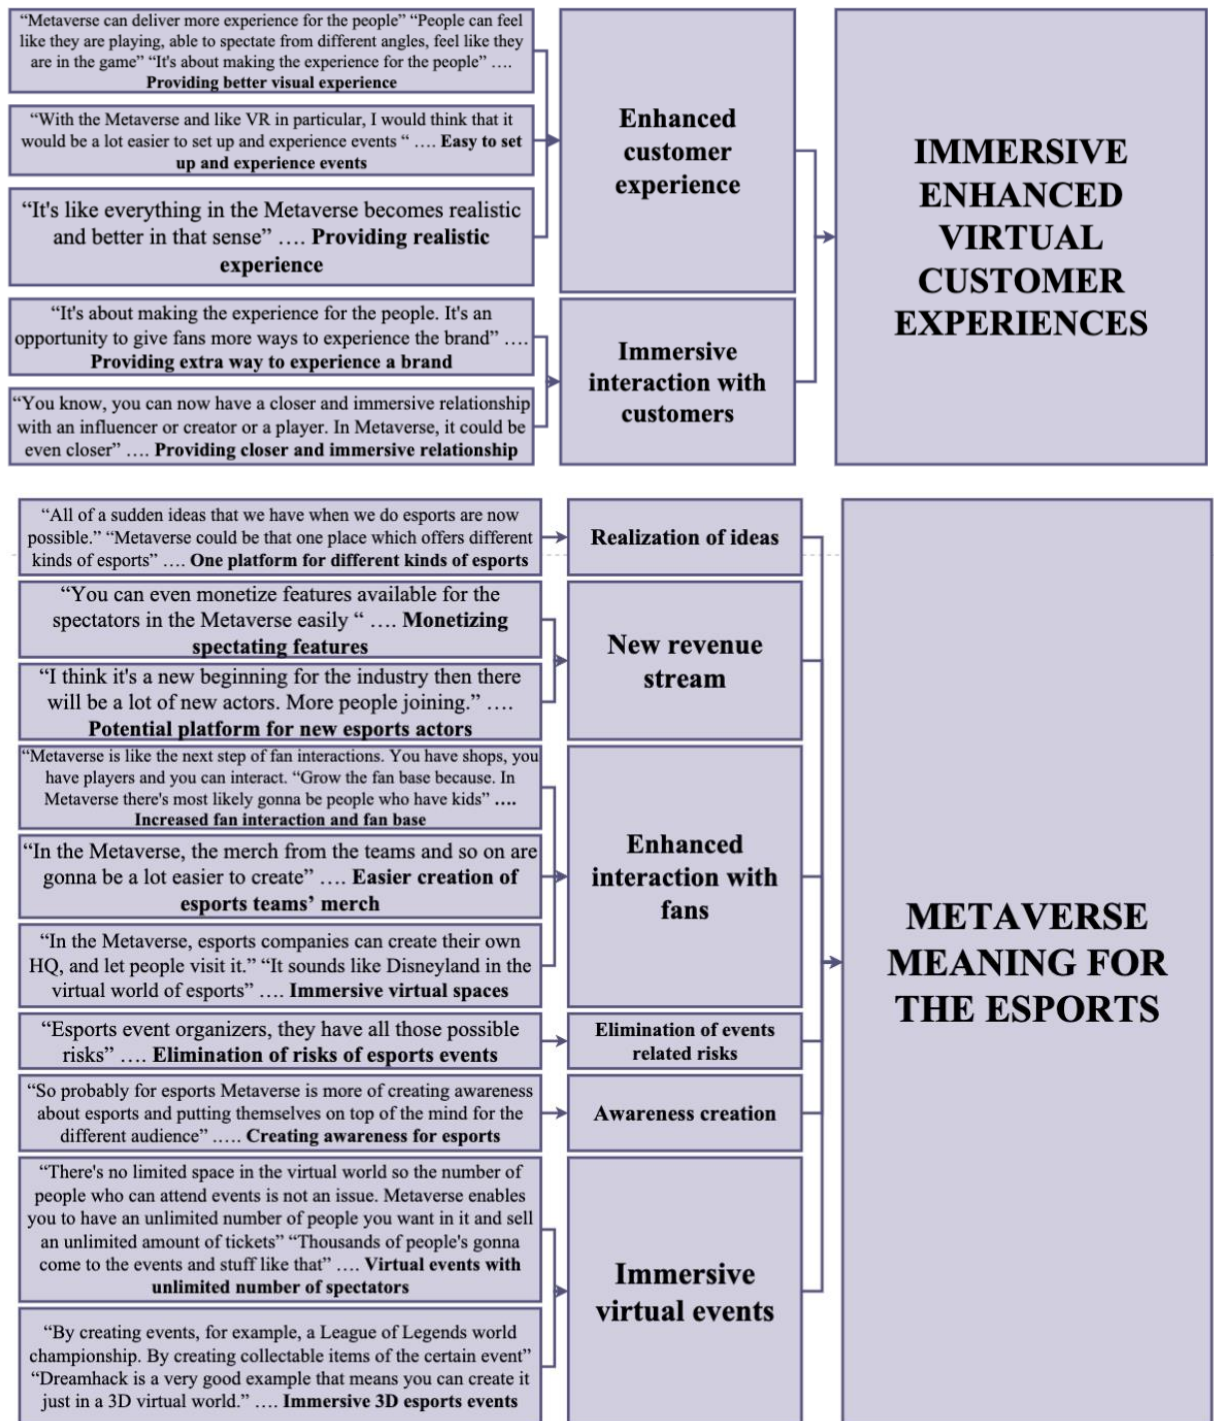 “Metaverse can deliver more experience for the people” “People can feel
like they are playing, able to spectate from different angles, feel like they
are in the game” “It's about making the experience for the people” ….
Providing better visual experience
“With the Metaverse and like VR in particular, I would think that it
would be a lot easier to set up and experience events “ …. Easy to set
up and experience events
“It's like everything in the Metaverse becomes realistic
and better in that sense” …. Providing realistic
experience
Enhanced
customer
experience
“It's about making the experience for the people. It's an
opportunity to give fans more ways to experience the brand” ….
Providing extra way to experience a brand
“You know, you can now have a closer and immersive relationship
with an influencer or creator or a player. In Metaverse, it could be
even closer” …. Providing closer and immersive relationship
Immersive
interaction with
customers
IMMERSIVE
ENHANCED
VIRTUAL
CUSTOMER
EXPERIENCES
“All of a sudden ideas that we have when we do esports are now
possible.” “Metaverse could be that one place which offers different
kinds of esports” …. One platform for different kinds of esports
Realization of ideas
“You can even monetize features available for the
spectators in the Metaverse easily “ …. Monetizing
spectating features
“I think it's a new beginning for the industry then there
will be a lot of new actors. More people joining.” ….
Potential platform for new esports actors
New revenue
stream
“Metaverse is like the next step of fan interactions. You have shops, you
have players and you can interact. “Grow the fan base because. In
Metaverse there's most likely gonna be people who have kids” ….
Increased fan interaction and fan base
“In the Metaverse, the merch from the teams and so on are
gonna be a lot easier to create” …. Easier creation of
esports teams’ merch
“In the Metaverse, esports companies can create their own
HQ, and let people visit it.” “It sounds like Disneyland in the
virtual world of esports” …. Immersive virtual spaces
Enhanced
interaction with
fans
“Esports event organizers, they have all those possible
risks” …. Elimination of risks of esports events
Elimination of events
related risks
“So probably for esports Metaverse is more of creating awareness
about esports and putting themselves on top of the mind for the
different audience” ….. Creating awareness for esports
Awareness creation
“There's no limited space in the virtual world so the number of
people who can attend events is not an issue. Metaverse enables
you to have an unlimited number of people you want in it and sell
an unlimited amount of tickets” “Thousands of people's gonna
come to the events and stuff like that” …. Virtual events with
unlimited number of spectators
“By creating events, for example, a League of Legends world
championship. By creating collectable items of the certain event”
“Dreamhack is a very good example that means you can create it
just in a 3D virtual world.” …. Immersive 3D esports events
Immersive
virtual events
METAVERSE
MEANING FOR
THE ESPORTS